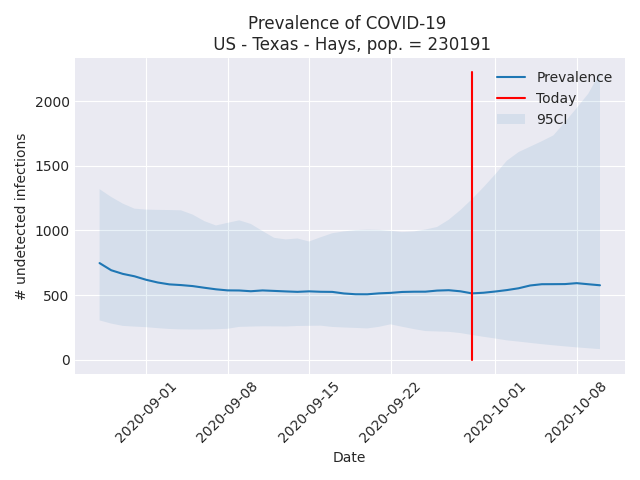 Prevalence of COVID-19
US - Texas - Hays, pop. = 230191
Prevalence
Today
95CI
2000
1500
1000
500
0
# undetected infections
2020-09-01
2020-09-08
2020-09-15
2020-09-22
2020-10-01
2020-10-08
Date